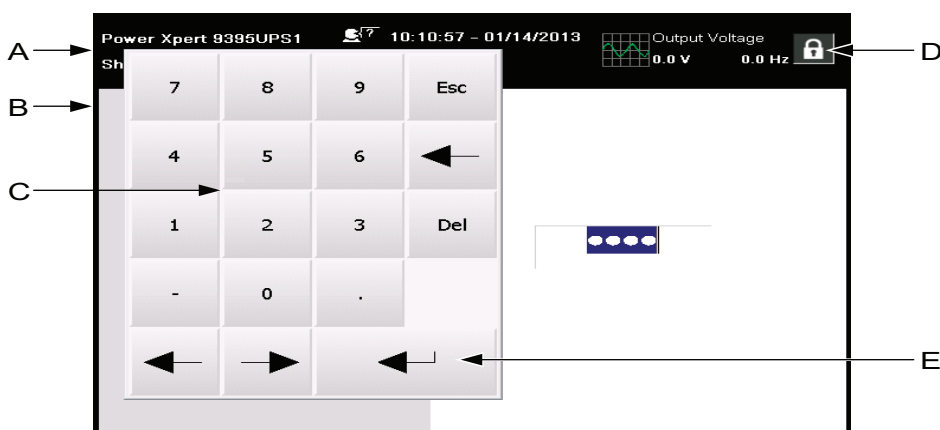 A
Power Xpert 9395UPS1
10:10:57 - 01/14/2013
Output Voltage
0.0 V 0.0 Hz
D
Sh
B
7 8 9 Esc
4 5 6
C
1 2 3 Del
- 0 .
E